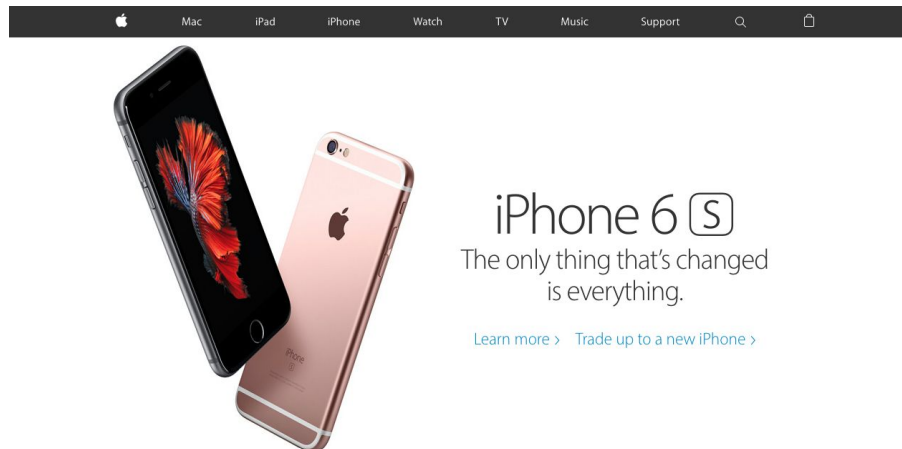 Mac iPad iPhone Watch TV Music Support
iPhone 6 S
The only thing that's changed
is everything.
Learn more > Trade up to a new iPhone >
iPhone
S